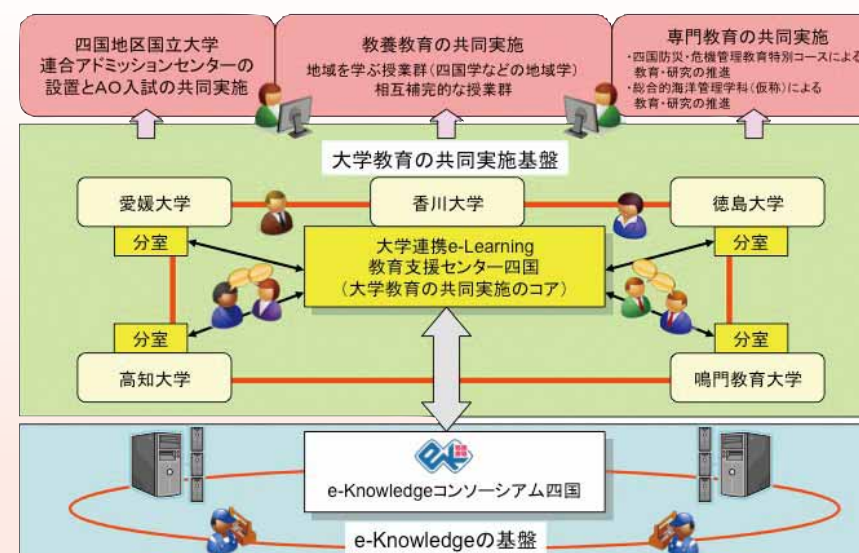 四国地区国立大学
連合アドミッションセンターの
設置とAO入試の共同実施
教養教育の共同実施
地域を学ぶ授業群(四国学などの地域学)
相互補完的な授業群
専門教育の共同実施
・四国防災・危機管理教育特別コースによる
教育・研究の推進
・総合的海洋管理学科(仮称)による
教育・研究の推進
大学教育の共同実施基盤
愛媛大学
香川大学
徳島大学
分室
大学連携e-Learning
教育支援センター四国
(大学教育の共同実施のコア)
分室
分室
分室
高知大学
鳴門教育大学
e-Knowledgeコンソーシアム四国
e-Knowledgeの基盤